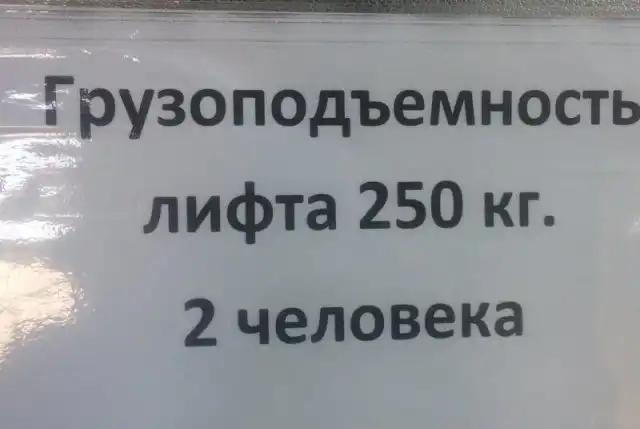 Грузоподъемность
лифта 250 кг.
2 человека